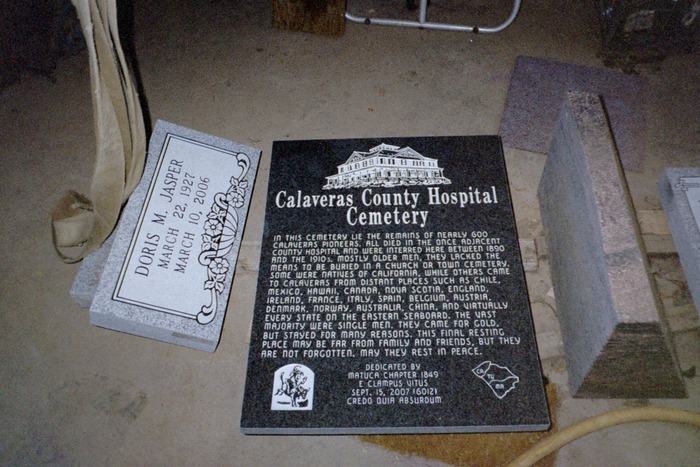 DORIS M. JASPER
MARCH 22, 1927
MARCH 10, 2006
Calaveras County Hospital
Cemetery
IN THIS CEMETERY LIE THE REMAINS OF NEARLY 600
CALAVERAS PIONEERS. ALL DIED IN THE ONCE ADJACENT
COUNTY HOSPITAL AND WERE INTERRED HERE BETWEEN 1890
AND THE 1910s. MOSTLY OLDER MEN, THEY LACKED THE
MEANS TO BE BURIED IN A CHURCH OR TOWN CEMETERY.
SOME WERE NATIVES OF CALIFORNIA, WHILE OTHERS CAME
TO CALAVERAS FROM DISTANT PLACES SUCH AS CHILE,
MEXICO, HAWAII, CANADA, NOVA SCOTIA, ENGLAND,
IRELAND, FRANCE, ITALY, SPAIN, BELGIUM, AUSTRIA,
DENMARK, NORWAY, AUSTRALIA, CHINA, AND VIRTUALLY
EVERY STATE ON THE EASTERN SEABOARD. THE VAST
MAJORITY WERE SINGLE MEN. THEY CAME FOR GOLD,
BUT STAYED FOR MANY REASONS. THIS FINAL RESTING
PLACE MAY BE FAR FROM FAMILY AND FRIENDS, BUT THEY
ARE NOT FORGOTTEN. MAY THEY REST IN PEACE.
DEDICATED BY
MATUCA CHAPTER 1849
E CLAMPUS VITUS
SEPT. 15, 2007 (6012)
CREDO QUIA ABSURDUM